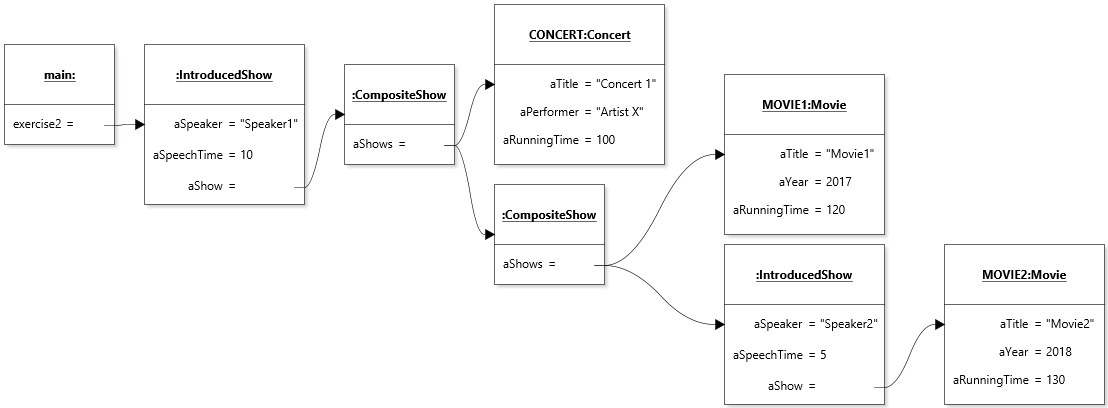 main:
exercise2 =
:IntroducedShow
aSpeaker = "Speaker1"
aSpeechTime = 10
aShow =
:CompositeShow
aShows =
CONCERT:Concert
aTitle = "Concert 1"
aPerformer = "Artist X"
aRunningTime = 100
:CompositeShow
aShows =
MOVIE1:Movie
aTitle = "Movie1"
aYear = 2017
aRunningTime = 120
:IntroducedShow
aSpeaker = "Speaker2"
aSpeechTime = 5
aShow =
MOVIE2:Movie
aTitle = "Movie2"
aYear = 2018
aRunningTime = 130